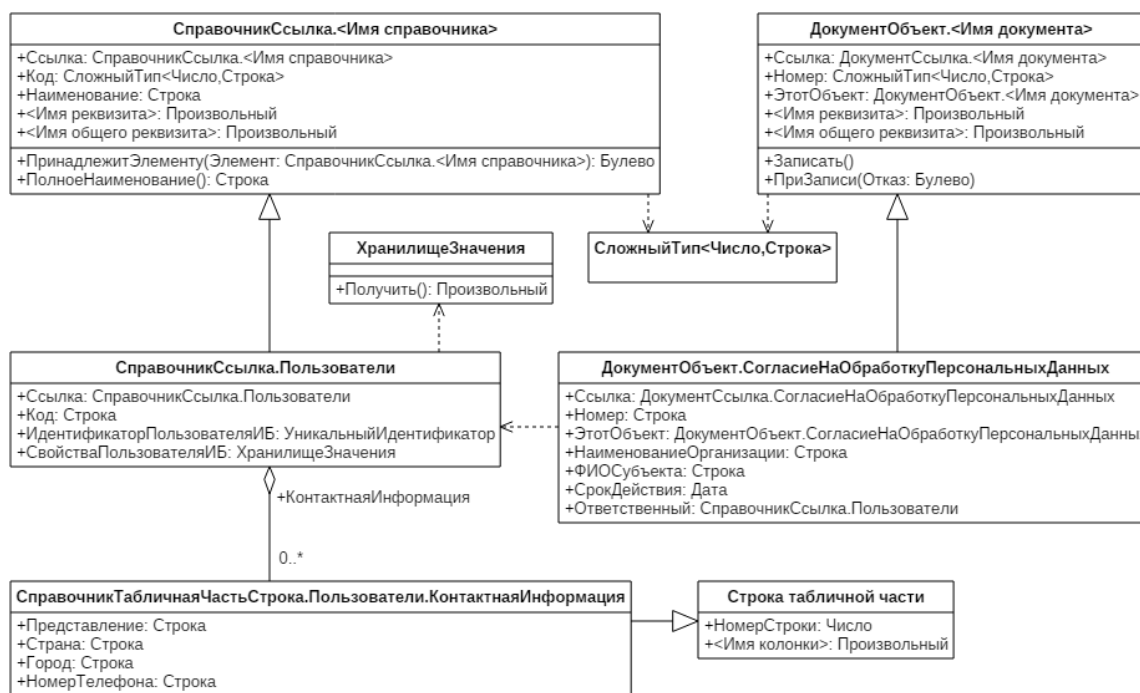 СправочникСсылка.<Имя справочника>
+Ссылка: СправочникСсылка.<Имя справочника>
+Код: СложныйТип<Число,Строка>
+Наименование: Строка
+<Имя реквизита>: Произвольный
+<Имя общего реквизита>: Произвольный
+ПринадлежитЭлементу(Элемент: СправочникСсылка.<Имя справочника>): Булево
+ПолноеНаименование(): Строка
ДокументОбъект.<Имя документа>
+Ссылка: ДокументСсылка.<Имя документа>
+Номер: СложныйТип<Число,Строка>
+ЭтотОбъект: ДокументОбъект.<Имя документа>
+<Имя реквизита>: Произвольный
+<Имя общего реквизита>: Произвольный
+Записать()
+ПриЗаписи(Отказ: Булево)
ХранилищеЗначения
+Получить(): Произвольный
СложныйТип<Число,Строка>
СправочникСсылка.Пользователи
+Ссылка: СправочникСсылка.Пользователи
+Код: Строка
+ИдентификаторПользователяИБ: УникальныйИдентификатор
+СвойстваПользователяИБ: ХранилищеЗначения
ДокументОбъект.СогласиеНаОбработкуПерсональныхДанных
+Ссылка: ДокументСсылка.СогласиеНаОбработкуПерсональныхДанных
+Номер: Строка
+ЭтотОбъект: ДокументОбъект.СогласиеНаОбработкуПерсональныхДанных
+НаименованиеОрганизации: Строка
+ФИОСубъекта: Строка
+СрокДействия: Дата
+Ответственный: СправочникСсылка.Пользователи
+КонтактнаяИнформация
0..*
СправочникТабличнаяЧастьСтрока.Пользователи.КонтактнаяИнформация
+Представление: Строка
+Страна: Строка
+Город: Строка
+НомерТелефона: Строка
Строка табличной части
+НомерСтроки: Число
+<Имя колонки>: Произвольный